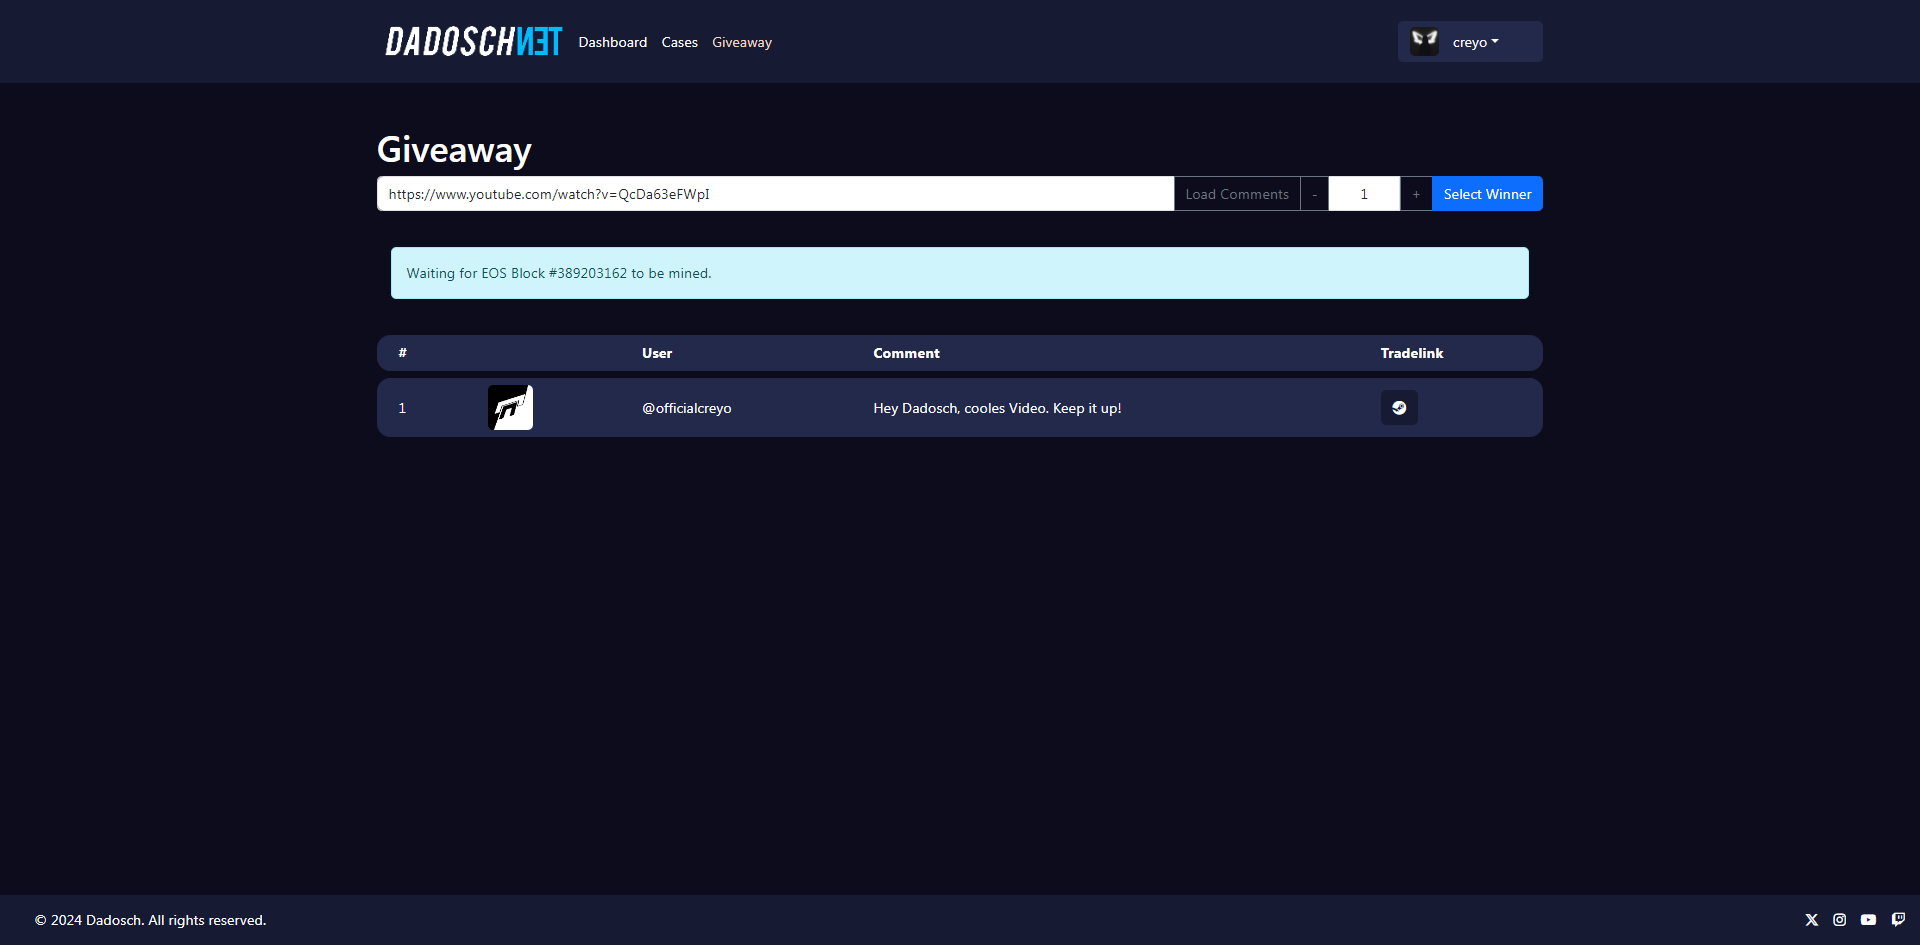 DADOSCHNET Dashboard Cases Giveaway creyo
Giveaway
https://www.youtube.com/watch?v=QcDa63eFWpI Load Comments - 1 + Select Winner
Waiting for EOS Block #389203162 to be mined.
# User Comment Tradelink
1 @officialcreyo Hey Dadosch, cooles Video. Keep it up!
© 2024 Dadosch. All rights reserved.